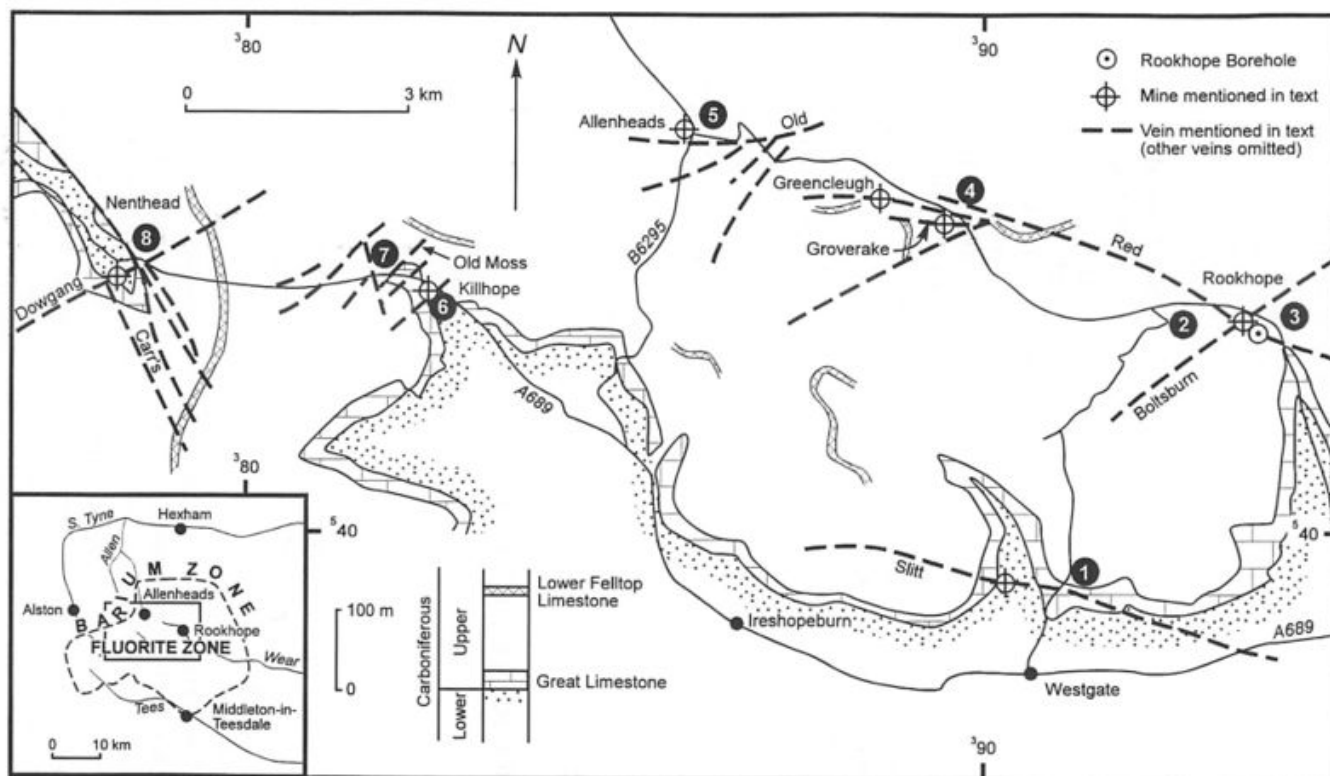 ³80
³90
N
0 3 km
Rookhope Borehole
Mine mentioned in text
Vein mentioned in text
(other veins omitted)
Allenheads
5
Old
Greencleugh
4
Groverake
Red
Rookhope
2
3
Boltsburn
B6295
Nenthead
8
Dowgang
Carr's
7
Old Moss
Killhope
6
A689
³80
⁵40
⁵40
Slitt
1
Ireshopeburn
Westgate
A689
³90
S. Tyne
Hexham
Allen
BARIUM ZONE
Alston
Allenheads
Rookhope
FLUORITE ZONE
Wear
Tees
Middleton-in-
Teesdale
0 10 km
100 m
0
Carboniferous
Upper
Lower
Lower Felltop
Limestone
Great Limestone